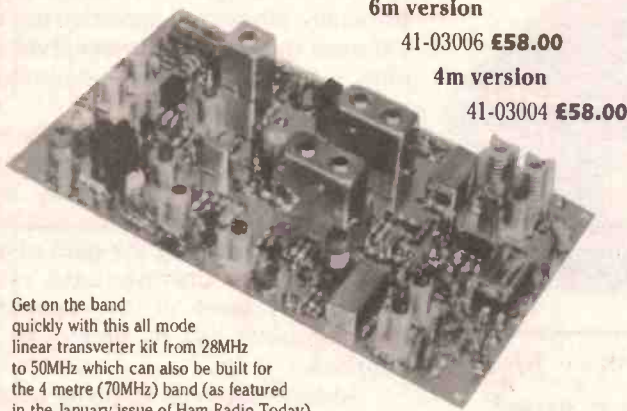 6m version
41-03006 £58.00
4m version
41-03004 £58.00
Get on the band
quickly with this all mode
linear transverter kit from 28MHz
to 50MHz which can also be built for
the 4 metre (70MHz) band (as featured
in the January issue of Ham Radio Today)